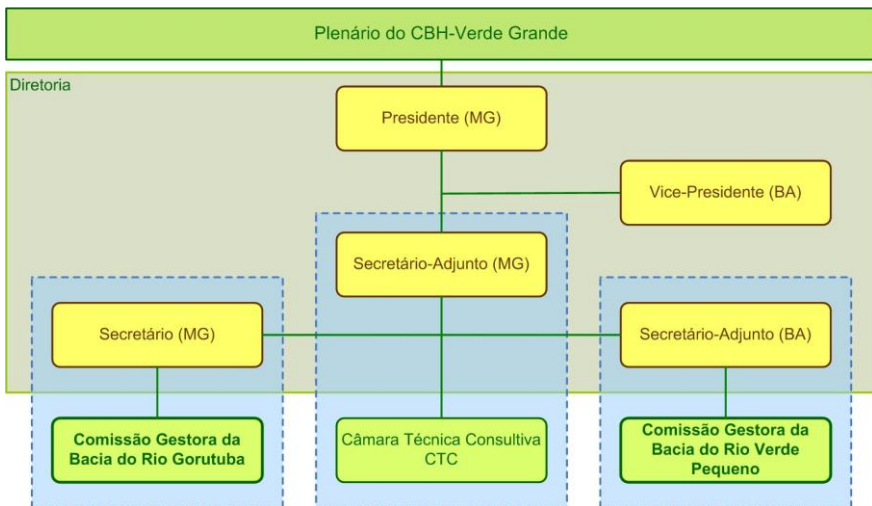 Plenário do CBH-Verde Grande
Diretoria
Presidente (MG)
Vice-Presidente (BA)
Secretário-Adjunto (MG)
Secretário (MG)
Secretário-Adjunto (BA)
Comissão Gestora da
Bacia do Rio Gorutuba
Câmara Técnica Consultiva
CTC
Comissão Gestora da
Bacia do Rio Verde
Pequeno